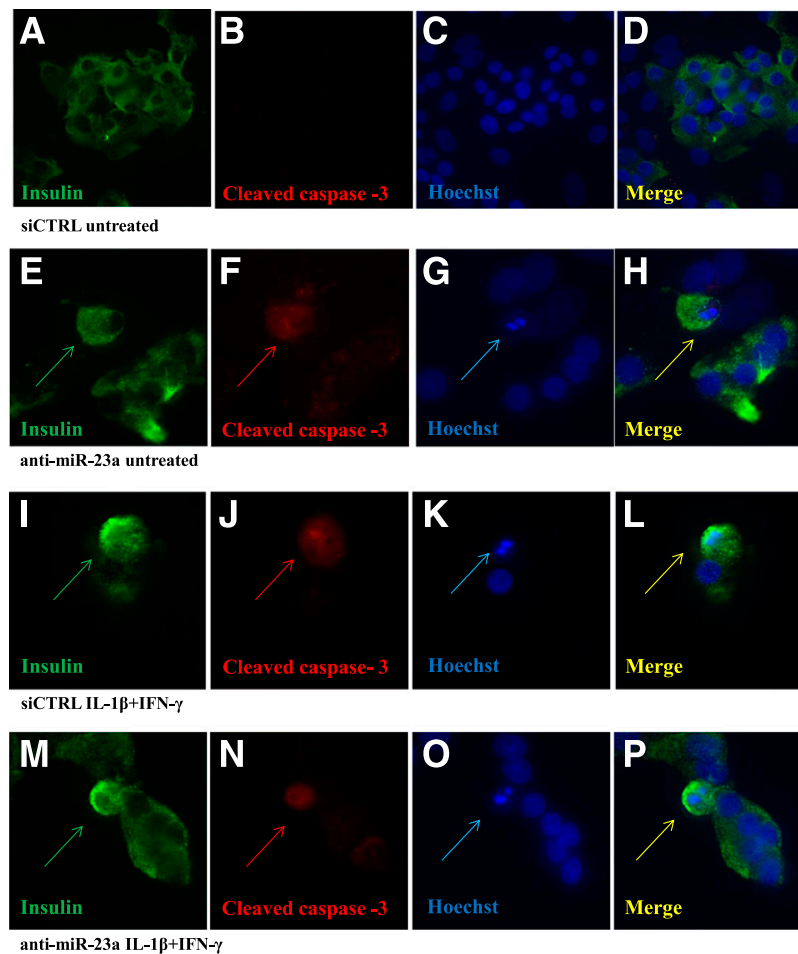 A B C D
Insulin Cleaved caspase -3 Hoechst Merge
siCTRL untreated
E F G H
Insulin Cleaved caspase -3 Hoechst Merge
anti-miR-23a untreated
I J K L
Insulin Cleaved caspase- 3 Hoechst Merge
siCTRL IL-1β+IFN-γ
M N O P
Insulin Cleaved caspase -3 Hoechst Merge
anti-miR-23a IL-1β+IFN-γ